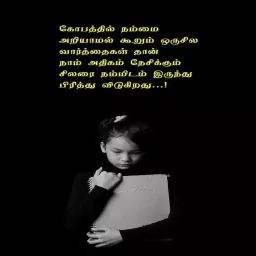 கோபத்தில் நம்மை
அறியாமல் கூறும் ஒருசில
வார்த்தைகள் தான்
நாம் அதிகம் நேசிக்கும்
சிலரை நம்மிடம் இருந்து
பிரித்து விடுகிறது...!